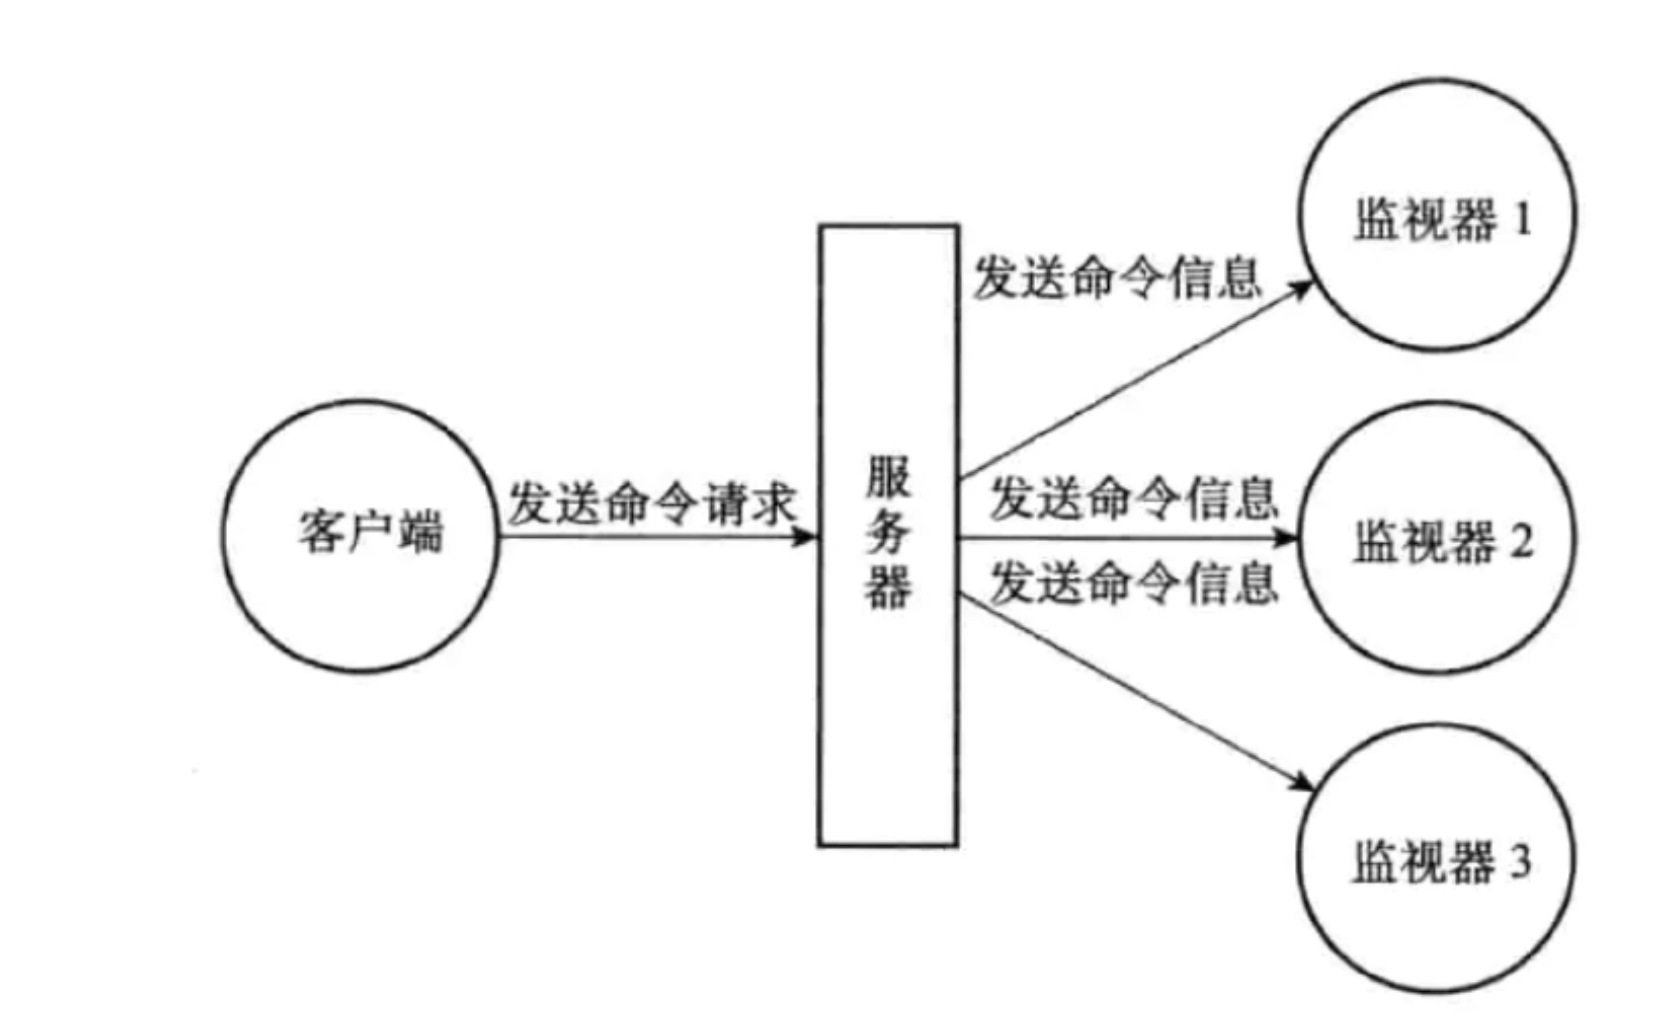 监视器 1
发送命令信息
客户端
发送命令请求
服
务
器
发送命令信息
监视器 2
发送命令信息
监视器 3